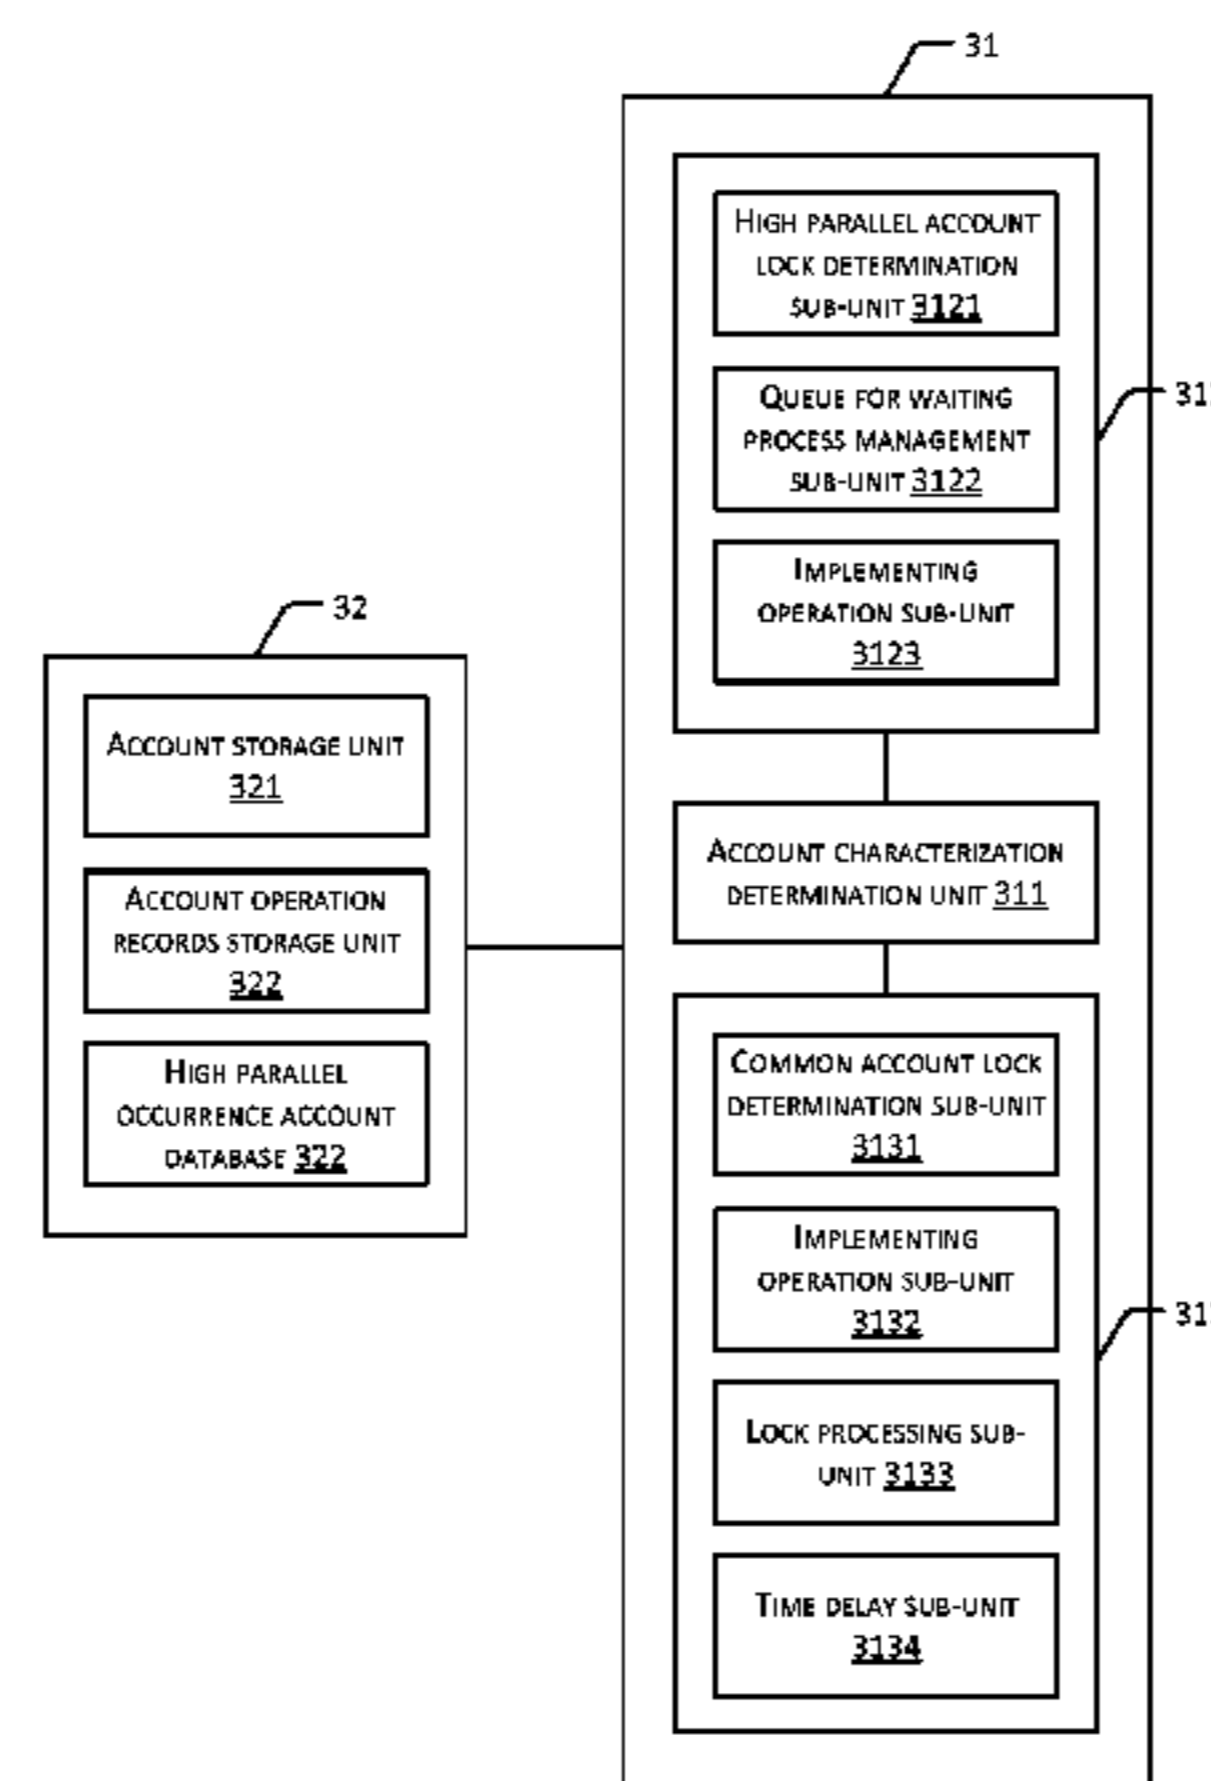 31
HIGH PARALLEL ACCOUNT
LOCK DETERMINATION
SUB-UNIT 3121
QUEUE FOR WAITING
PROCESS MANAGEMENT
SUB-UNIT 3122
IMPLEMENTING
OPERATION SUB-UNIT
3123
32
ACCOUNT STORAGE UNIT
321
ACCOUNT OPERATION
RECORDS STORAGE UNIT
322
HIGH PARALLEL
OCCURRENCE ACCOUNT
DATABASE 322
ACCOUNT CHARACTERIZATION
DETERMINATION UNIT 311
COMMON ACCOUNT LOCK
DETERMINATION SUB-UNIT
3131
IMPLEMENTING
OPERATION SUB-UNIT
3132
LOCK PROCESSING SUB-
UNIT 3133
TIME DELAY SUB-UNIT
3134